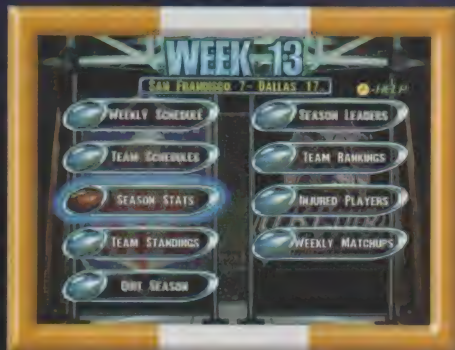 WEEK 13
SAN FRANCISCO 7- DALLAS 17
-HELP
WEEKLY SCHEDULE
TEAM SCHEDULES
SEASON STATS
TEAM STANDINGS
QUIT SEASON
SEASON LEADERS
TEAM RANKINGS
INJURED PLAYERS
WEEKLY MATCHUPS